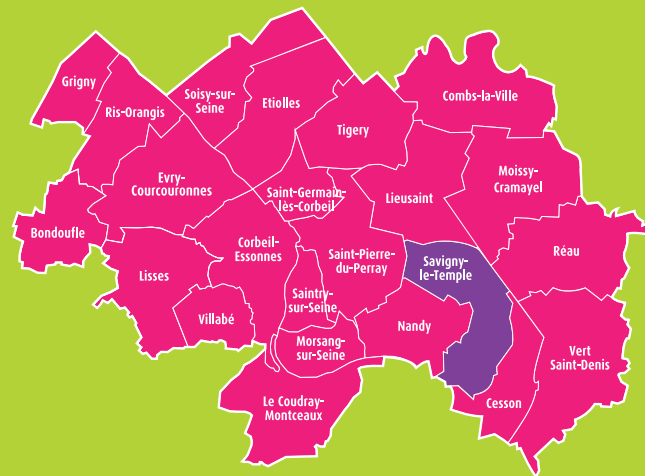 Grigny
Ris-Orangis
Soisy-sur-
Seine
Etiolles
Tigery
Combs-la-Ville
Evry-
Courcouronnes
Saint-Germain-
lès-Corbeil
Lieusaint
Moissy-
Cramayel
Bondoufle
Lisses
Corbeil-
Essonnes
Saint-Pierre-
du-Perray
Savigny-
le-Temple
Réau
Villabé
Saintry-
sur-Seine
Nandy
Morsang-
sur-Seine
Vert
Saint-Denis
Le Coudray-
Montceaux
Cesson